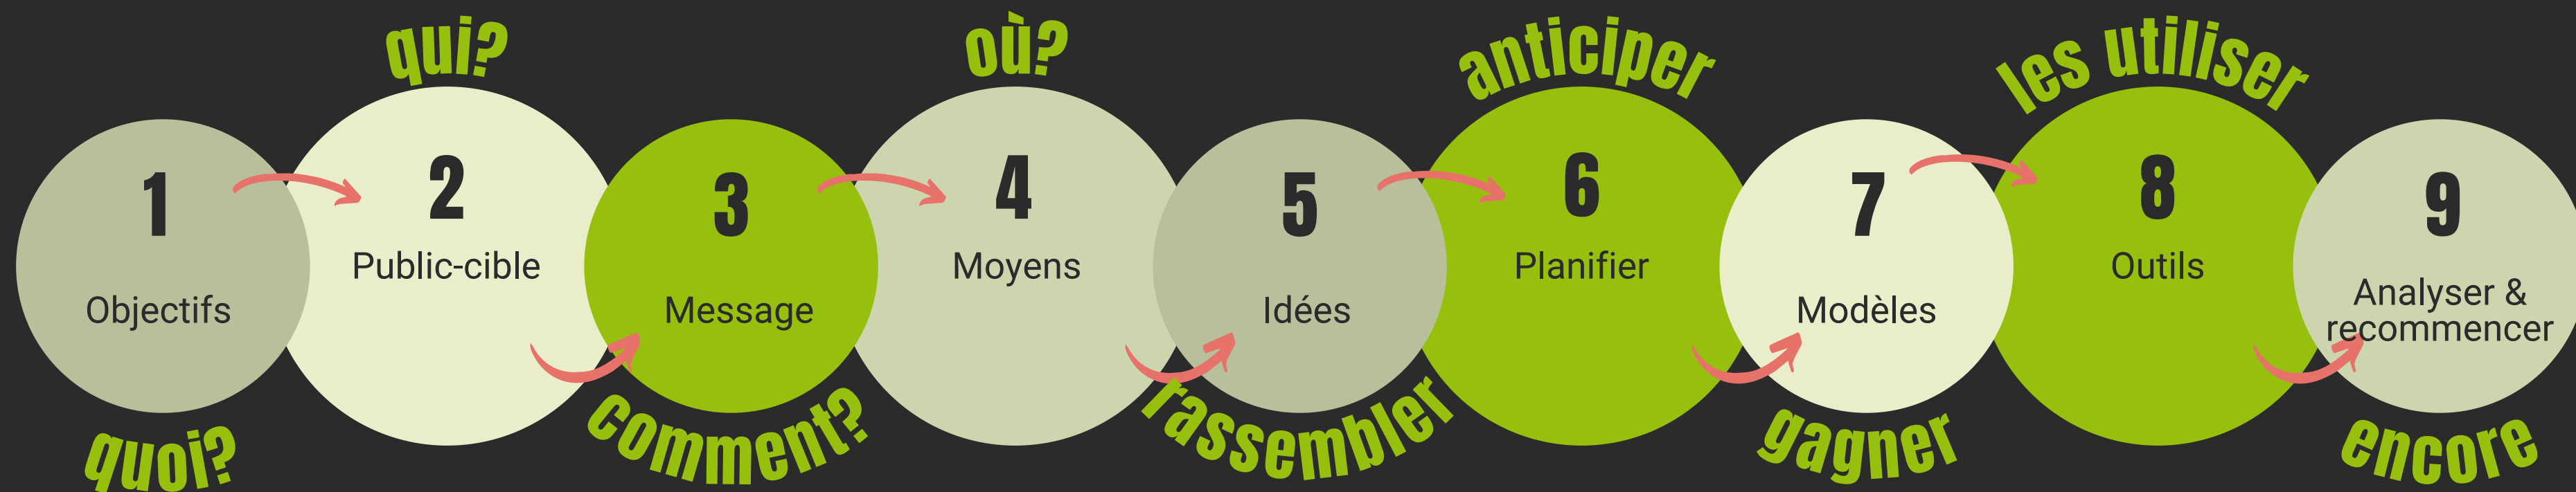 1
Objectifs
quoi?
qui?
2
Public-cible
3
Message
comment?
où?
4
Moyens
5
Idées
rassembler
anticiper
6
Planifier
7
Modèles
gagner
les utiliser
8
Outils
9
Analyser &
recommencer
encore